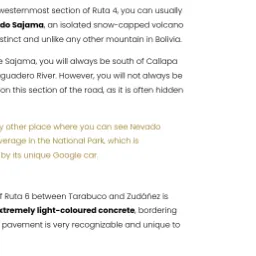 westernmost section of Ruta 4, you can usually
do Sajama, an isolated snow-capped volcano
stinct and unlike any other mountain in Bolivia.
e Sajama, you will always be south of Callapa
guadero River. However, you will not always be
on this section of the road, as it is often hidden
y other place where you can see Nevado
verage in the National Park, which is
by its unique Google car.
f Ruta 6 between Tarabuco and Zudáñez is
xtremely light-coloured concrete, bordering
pavement is very recognizable and unique to